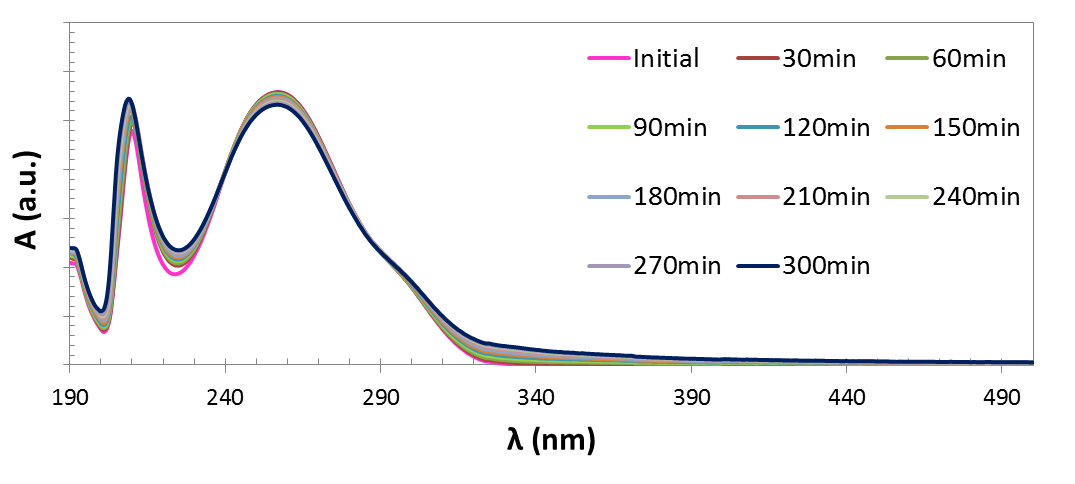 Initial 30min 60min
90min 120min 150min
180min 210min 240min
270min 300min
A (a.u.)
190 240 290 340 390 440 490
λ (nm)